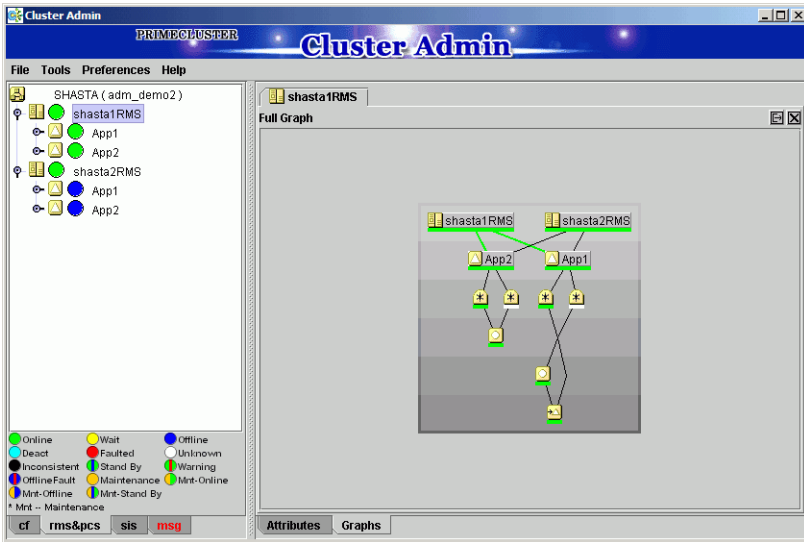 Cluster Admin
PRIMECLUSTER
Cluster Admin
File Tools Preferences Help
SHASTA ( adm_demo2 )
shasta1RMS
App1
App2
shasta2RMS
App1
App2
Online Wait Offline
Deact Faulted Unknown
Inconsistent Stand By Warning
OfflineFault Maintenance Mnt-Online
Mnt-Offline Mnt-Stand By
* Mnt -- Maintenance
cf rms&pcs sis msg
shasta1RMS
Full Graph
shasta1RMS shasta2RMS
App2 App1
Attributes Graphs